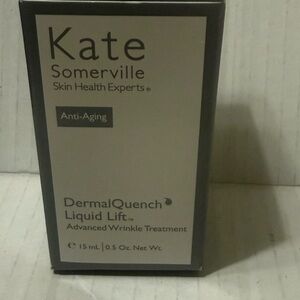 Kate
Somerville
Skin Health Experts®
Anti-Aging
DermalQuench
Liquid Lift™
Advanced Wrinkle Treatment
℮ 15 mL | 0.5 Oz. Net Wt.